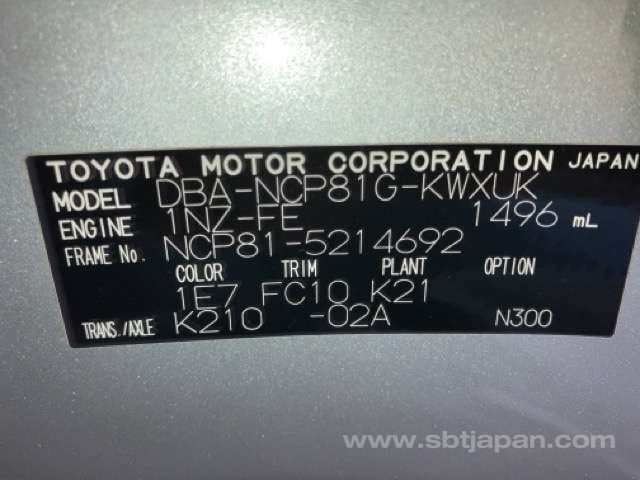 TOYOTA MOTOR CORPORATION JAPAN
MODEL DBA-NCP81G-KWXUK
ENGINE 1NZ-FE 1496 mL
FRAME No. NCP81-5214692
COLOR TRIM PLANT OPTION
1E7 FC10 K21
TRANS./AXLE K210 -02A N300
www.sbtjapan.com